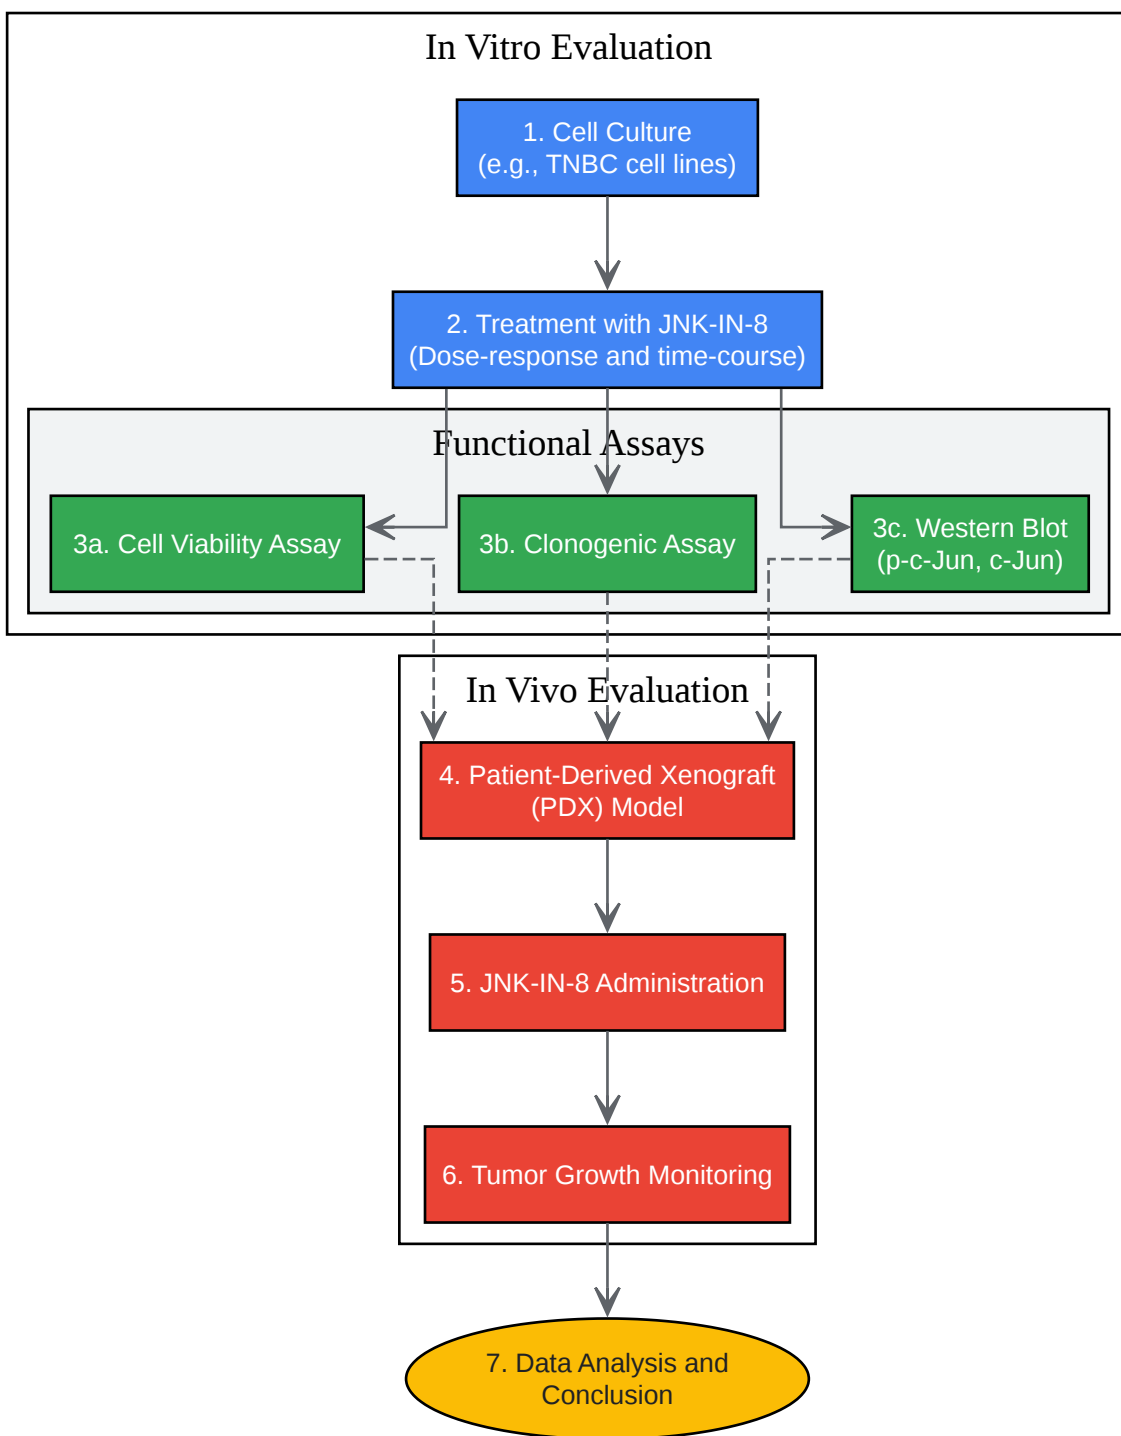 In Vitro Evaluation
1. Cell Culture
(e.g., TNBC cell lines)
2. Treatment with JNK-IN-8
(Dose-response and time-course)
Functional Assays
3a. Cell Viability Assay
3b. Clonogenic Assay
3c. Western Blot
(p-c-Jun, c-Jun)
In Vivo Evaluation
4. Patient-Derived Xenograft
(PDX) Model
5. JNK-IN-8 Administration
6. Tumor Growth Monitoring
7. Data Analysis and
Conclusion